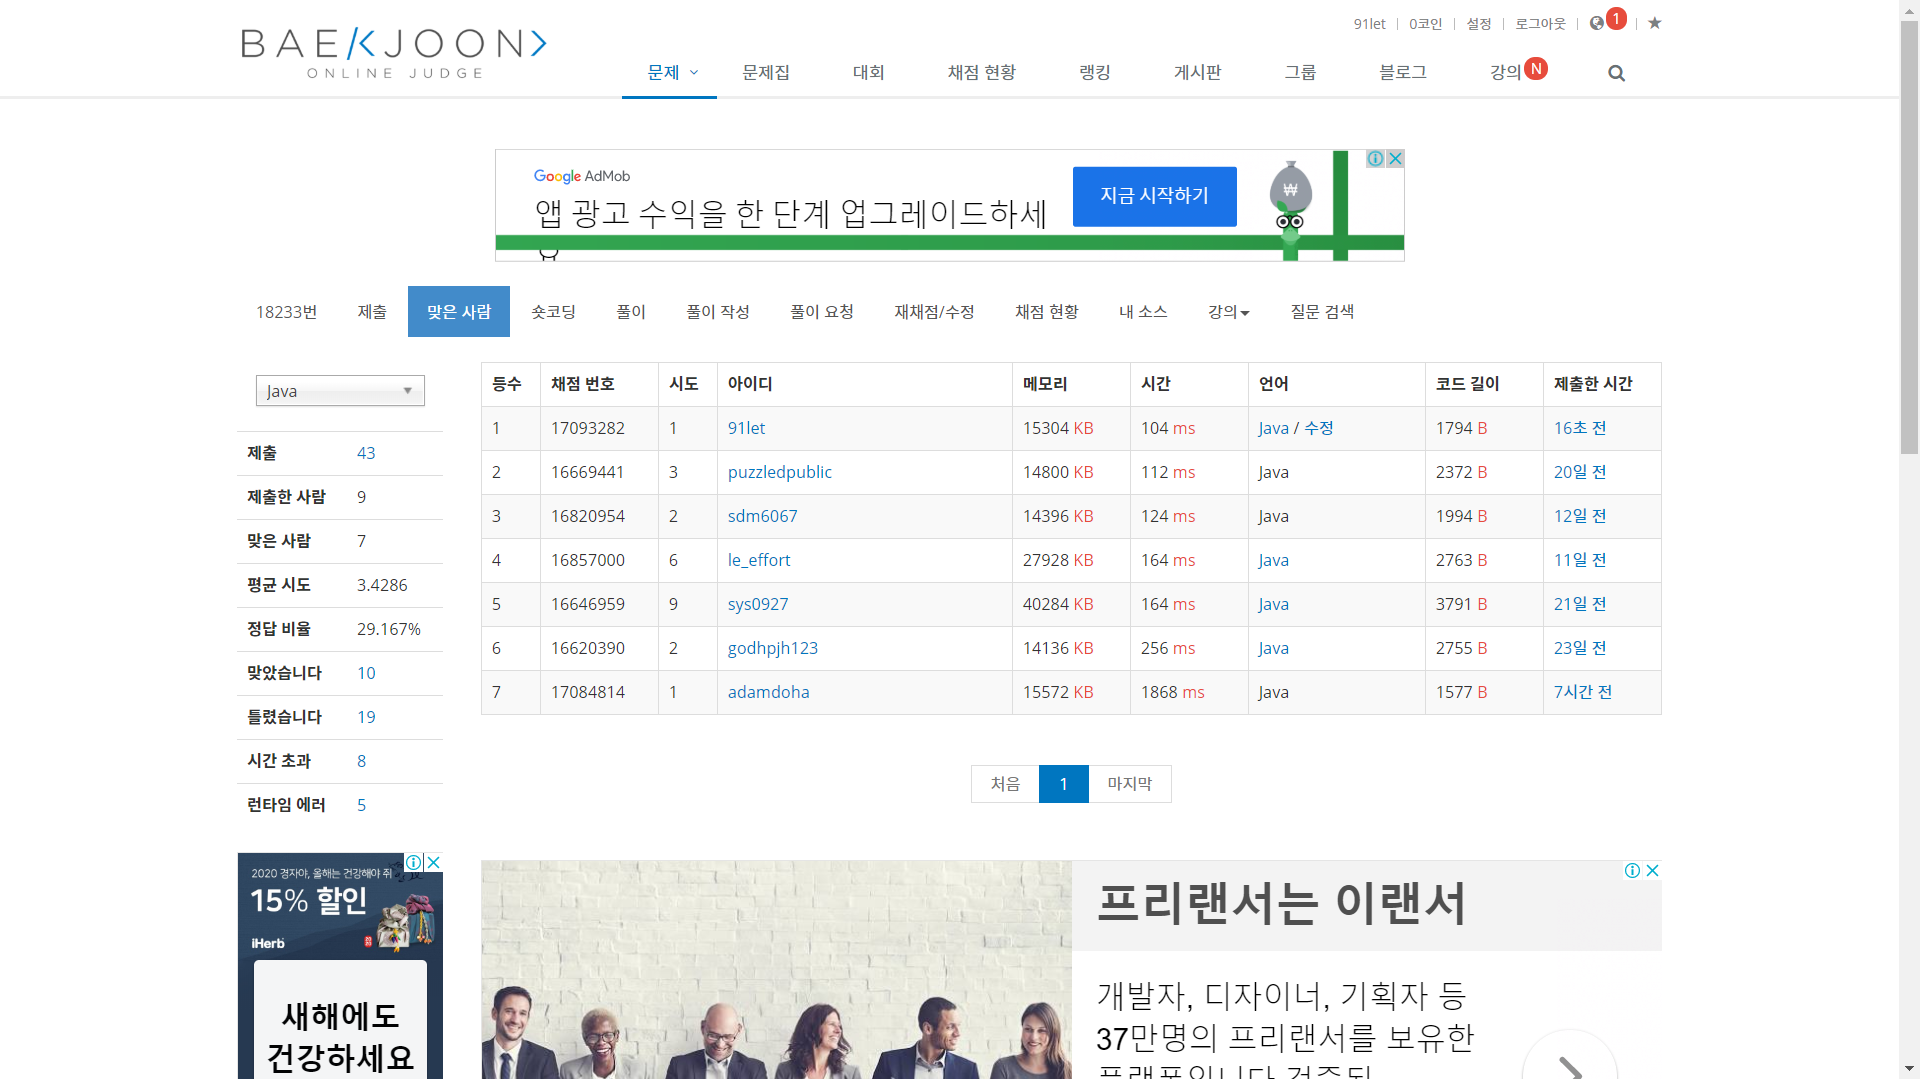 91let
0코인
설정
로그아웃
1
BAEKJOON>
ONLINE JUDGE
문제
문제집
대회
채점 현황
랭킹
게시판
그룹
블로그
강의 N
Google AdMob
앱 광고 수익을 한 단계 업그레이드하세
지금 시작하기
₩
18233번
제출
맞은 사람
숏코딩
풀이
풀이 작성
풀이 요청
재채점/수정
채점 현황
내 소스
강의
질문 검색
Java
제출 43
제출한 사람 9
맞은 사람 7
평균 시도 3.4286
정답 비율 29.167%
맞았습니다 10
틀렸습니다 19
시간 초과 8
런타임 에러 5
등수 채점 번호 시도 아이디 메모리 시간 언어 코드 길이 제출한 시간
1 17093282 1 91let 15304 KB 104 ms Java / 수정 1794 B 16초 전
2 16669441 3 puzzledpublic 14800 KB 112 ms Java 2372 B 20일 전
3 16820954 2 sdm6067 14396 KB 124 ms Java 1994 B 12일 전
4 16857000 6 le_effort 27928 KB 164 ms Java 2763 B 11일 전
5 16646959 9 sys0927 40284 KB 164 ms Java 3791 B 21일 전
6 16620390 2 godhpjh123 14136 KB 256 ms Java 2755 B 23일 전
7 17084814 1 adamdoha 15572 KB 1868 ms Java 1577 B 7시간 전
처음 1 마지막
2020 경자야, 올해는 건강해야 쥐
15% 할인
iHerb
새해에도
건강하세요
프리랜서는 이랜서
개발자, 디자이너, 기획자 등
37만명의 프리랜서를 보유한